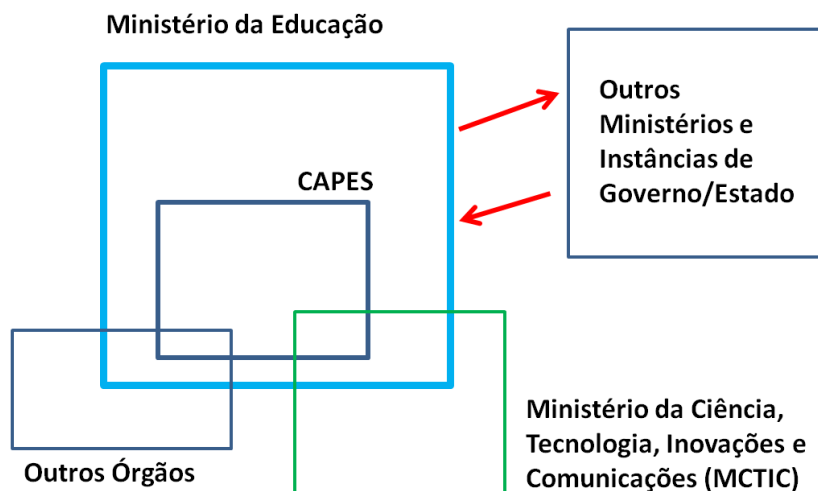 Ministério da Educação
Outros
Ministérios e
Instâncias de
Governo/Estado
CAPES
Ministério da Ciência,
Tecnologia, Inovações e
Comunicações (MCTIC)
Outros Órgãos